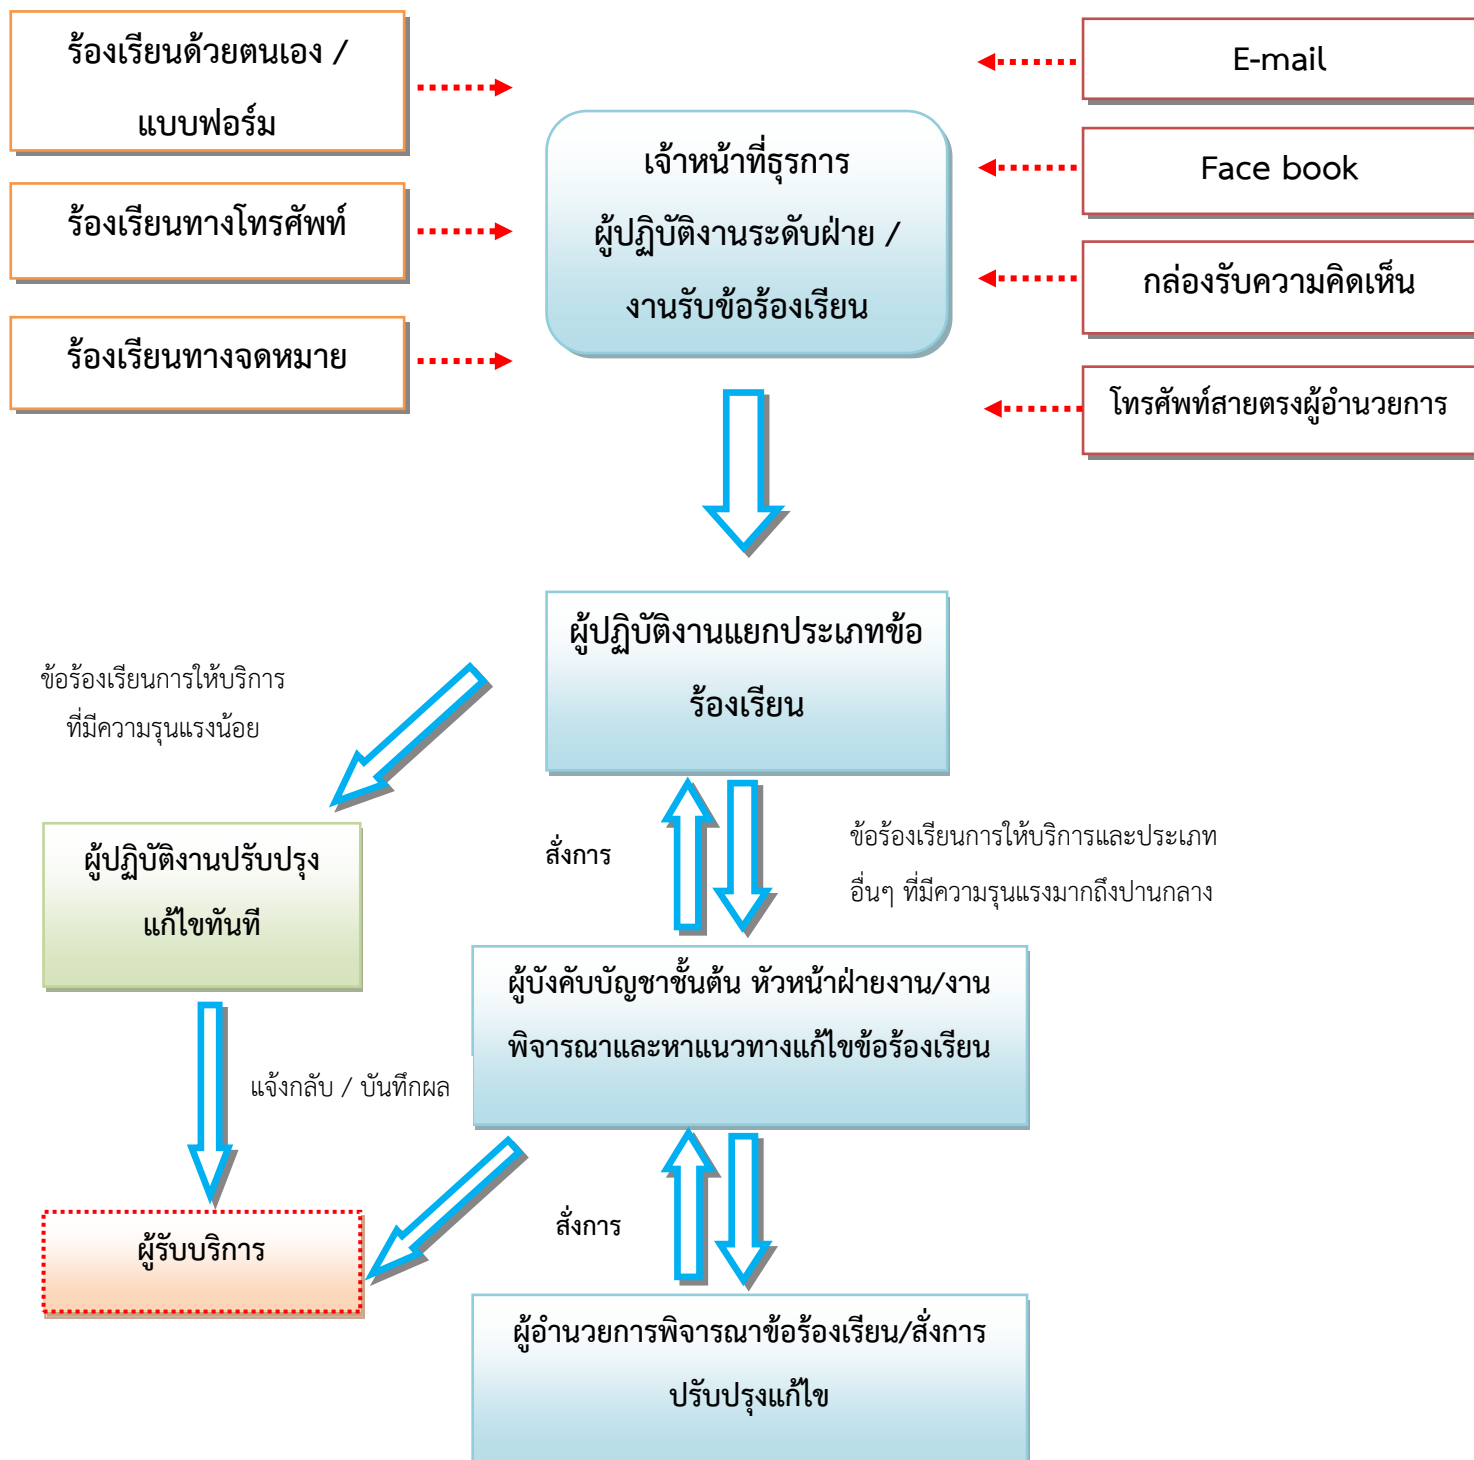 ร้องเรียนด้วยตนเอง /
แบบฟอร์ม
ร้องเรียนทางโทรศัพท์
ร้องเรียนทางจดหมาย
เจ้าหน้าที่ธุรการ
ผู้ปฏิบัติงานระดับฝ่าย /
งานรับข้อร้องเรียน
E-mail
Face book
กล่องรับความคิดเห็น
โทรศัพท์สายตรงผู้อำนวยการ
ผู้ปฏิบัติงานแยกประเภทข้อ
ร้องเรียน
ข้อร้องเรียนการให้บริการ
ที่มีความรุนแรงน้อย
ผู้ปฏิบัติงานปรับปรุง
แก้ไขทันที
สั่งการ
ข้อร้องเรียนการให้บริการและประเภท
อื่นๆ ที่มีความรุนแรงมากถึงปานกลาง
ผู้บังคับบัญชาชั้นต้น หัวหน้าฝ่ายงาน/งาน
พิจารณาและหาแนวทางแก้ไขข้อร้องเรียน
แจ้งกลับ / บันทึกผล
ผู้รับบริการ
สั่งการ
ผู้อำนวยการพิจารณาข้อร้องเรียน/สั่งการ
ปรับปรุงแก้ไข